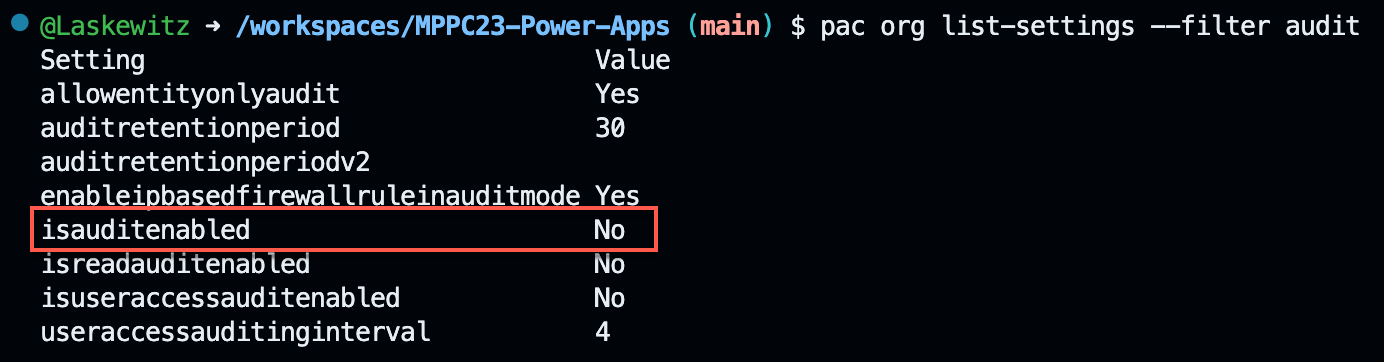 @Laskewitz → /workspaces/MPPC23-Power-Apps (main) $ pac org list-settings --filter audit
Setting Value
allowentityonlyaudit Yes
auditretentionperiod 30
auditretentionperiodv2
enableipbasedfirewallruleinauditmode Yes
isauditenabled No
isreadauditenabled No
isuseraccessauditenabled No
useraccessauditinginterval 4